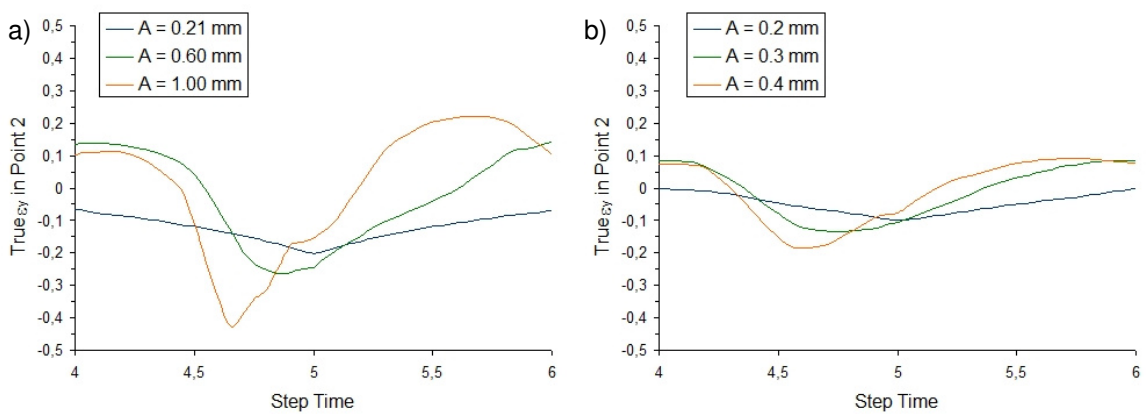 a)
A = 0.21 mm
A = 0.60 mm
A = 1.00 mm
True εy in Point 2
0,5
0,4
0,3
0,2
0,1
0
-0,1
-0,2
-0,3
-0,4
-0,5
4
4,5
5
5,5
6
Step Time
b)
A = 0.2 mm
A = 0.3 mm
A = 0.4 mm
True εy in Point 2
0,5
0,4
0,3
0,2
0,1
0
-0,1
-0,2
-0,3
-0,4
-0,5
4
4,5
5
5,5
6
Step Time